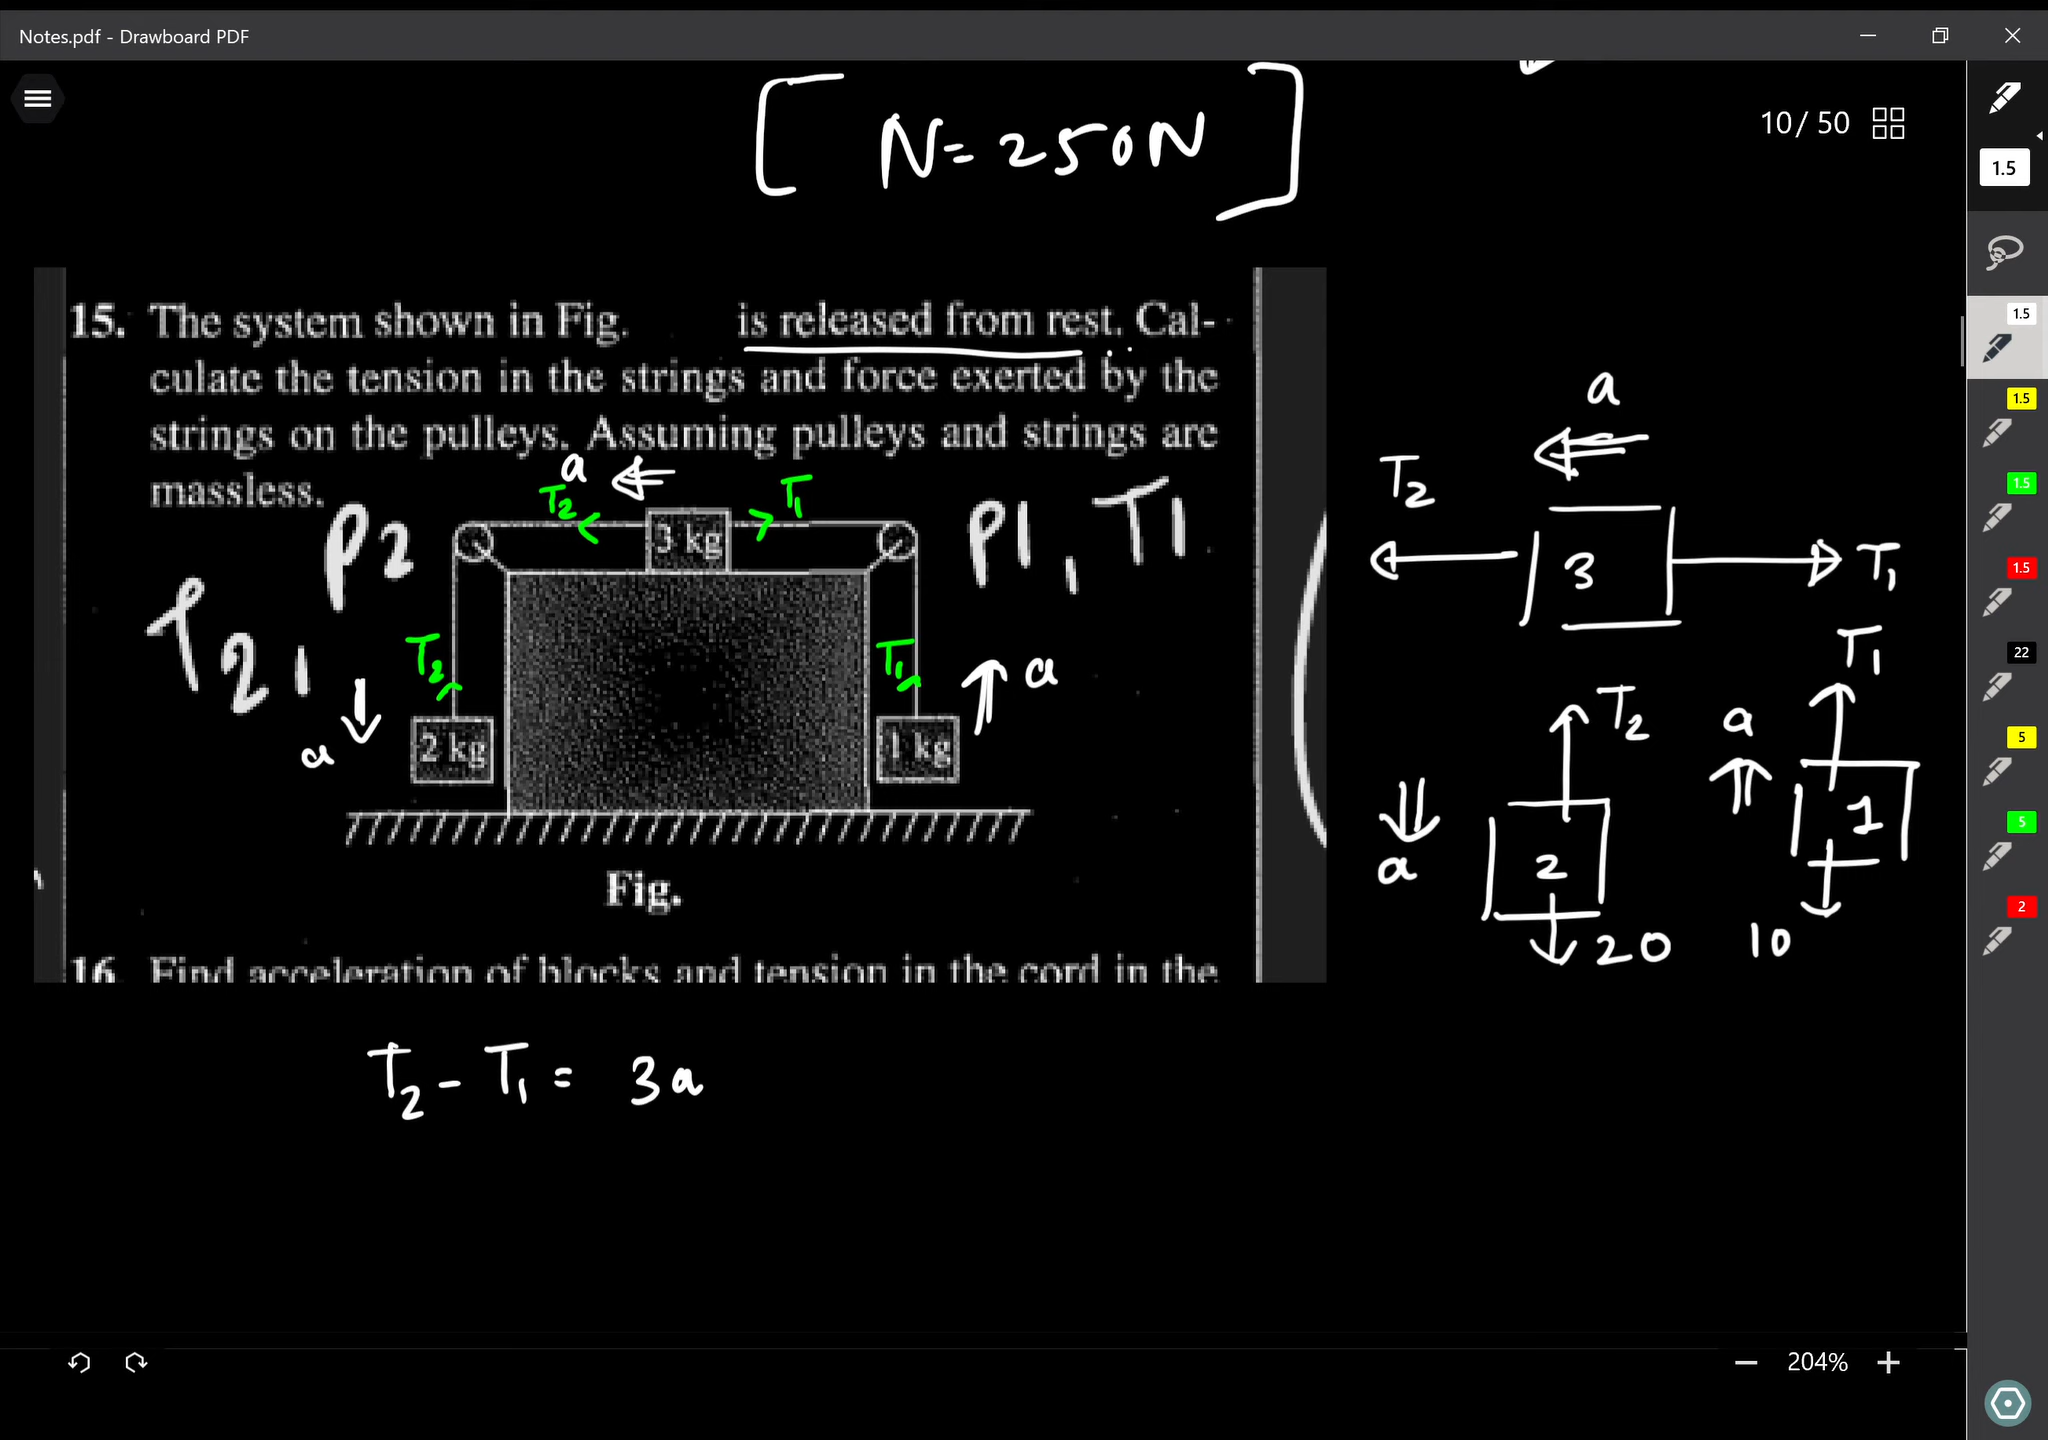 Notes.pdf - Drawboard PDF
[ N = 250N ]
10 / 50
1.5
15. The system shown in Fig. is released from rest. Cal-
culate the tension in the strings and force exerted by the
strings on the pulleys. Assuming pulleys and strings are
massless.
a
T2
T1
P2
3 kg
P1, T1
T2,
T2
T1
a
a
2 kg
1 kg
Fig.
16 Find acceleration of blocks and tension in the cord in the
a
T2
3
T1
T1
T2
a
1
a
2
20
10
T2 - T1 = 3a
1.5
1.5
1.5
1.5
22
5
5
2
204%